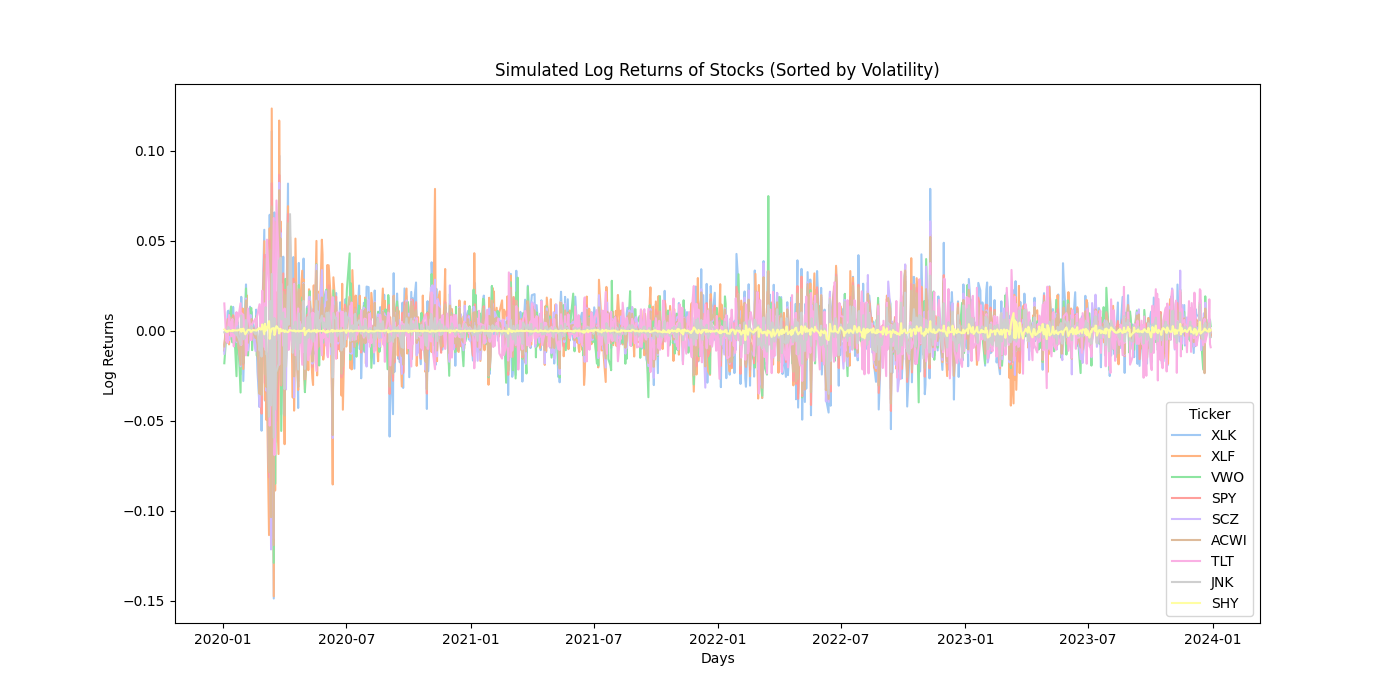 Simulated Log Returns of Stocks (Sorted by Volatility)
Log Returns
0.10
0.05
0.00
−0.05
−0.10
−0.15
2020-01
2020-07
2021-01
2021-07
2022-01
2022-07
2023-01
2023-07
2024-01
Days
Ticker
XLK
XLF
VWO
SPY
SCZ
ACWI
TLT
JNK
SHY